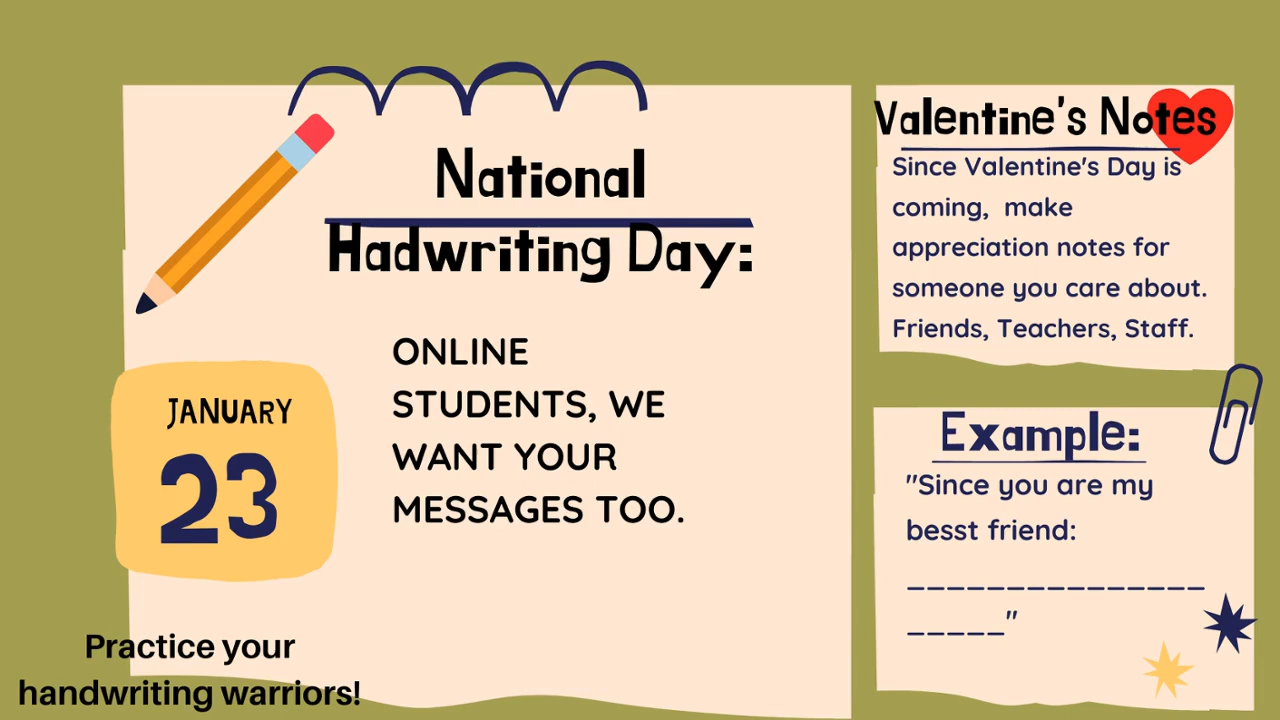 National
Hadwriting Day:
ONLINE
STUDENTS, WE
WANT YOUR
MESSAGES TOO.
JANUARY
23
Practice your
handwriting warriors!
Valentine's Notes
Since Valentine's Day is
coming,  make
appreciation notes for
someone you care about.
Friends, Teachers, Staff.
Example:
"Since you are my
besst friend:
_______________
_____"